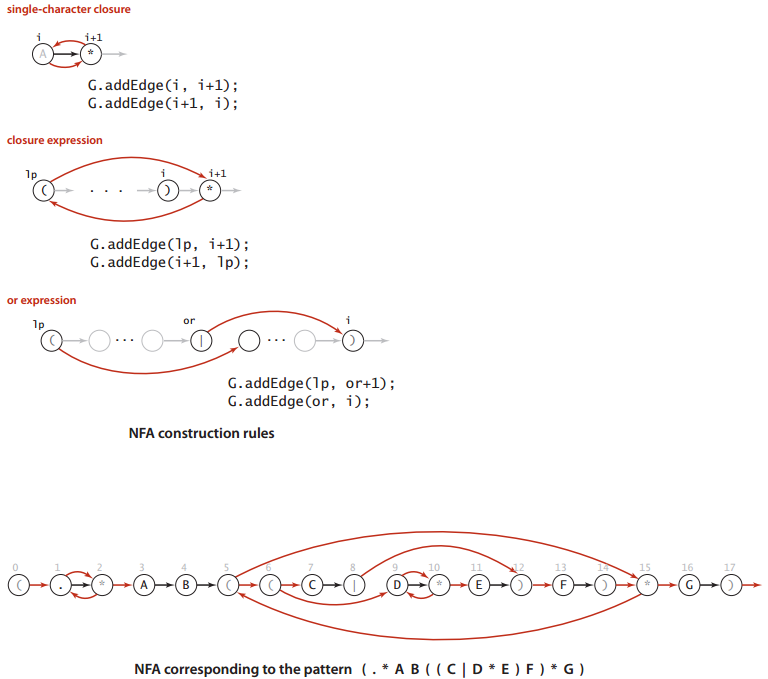 single-character closure
i i+1
A *
G.addEdge(i, i+1);
G.addEdge(i+1, i);
closure expression
lp i i+1
( . . . ) *
G.addEdge(lp, i+1);
G.addEdge(i+1, lp);
or expression
lp or i
( ... | ... )
G.addEdge(lp, or+1);
G.addEdge(or, i);
NFA construction rules
0 1 2 3 4 5 6 7 8 9 10 11 12 13 14 15 16 17
( . * A B ( ( C | D * E ) F ) * G )
NFA corresponding to the pattern ( . * A B ( ( C | D * E ) F ) * G )